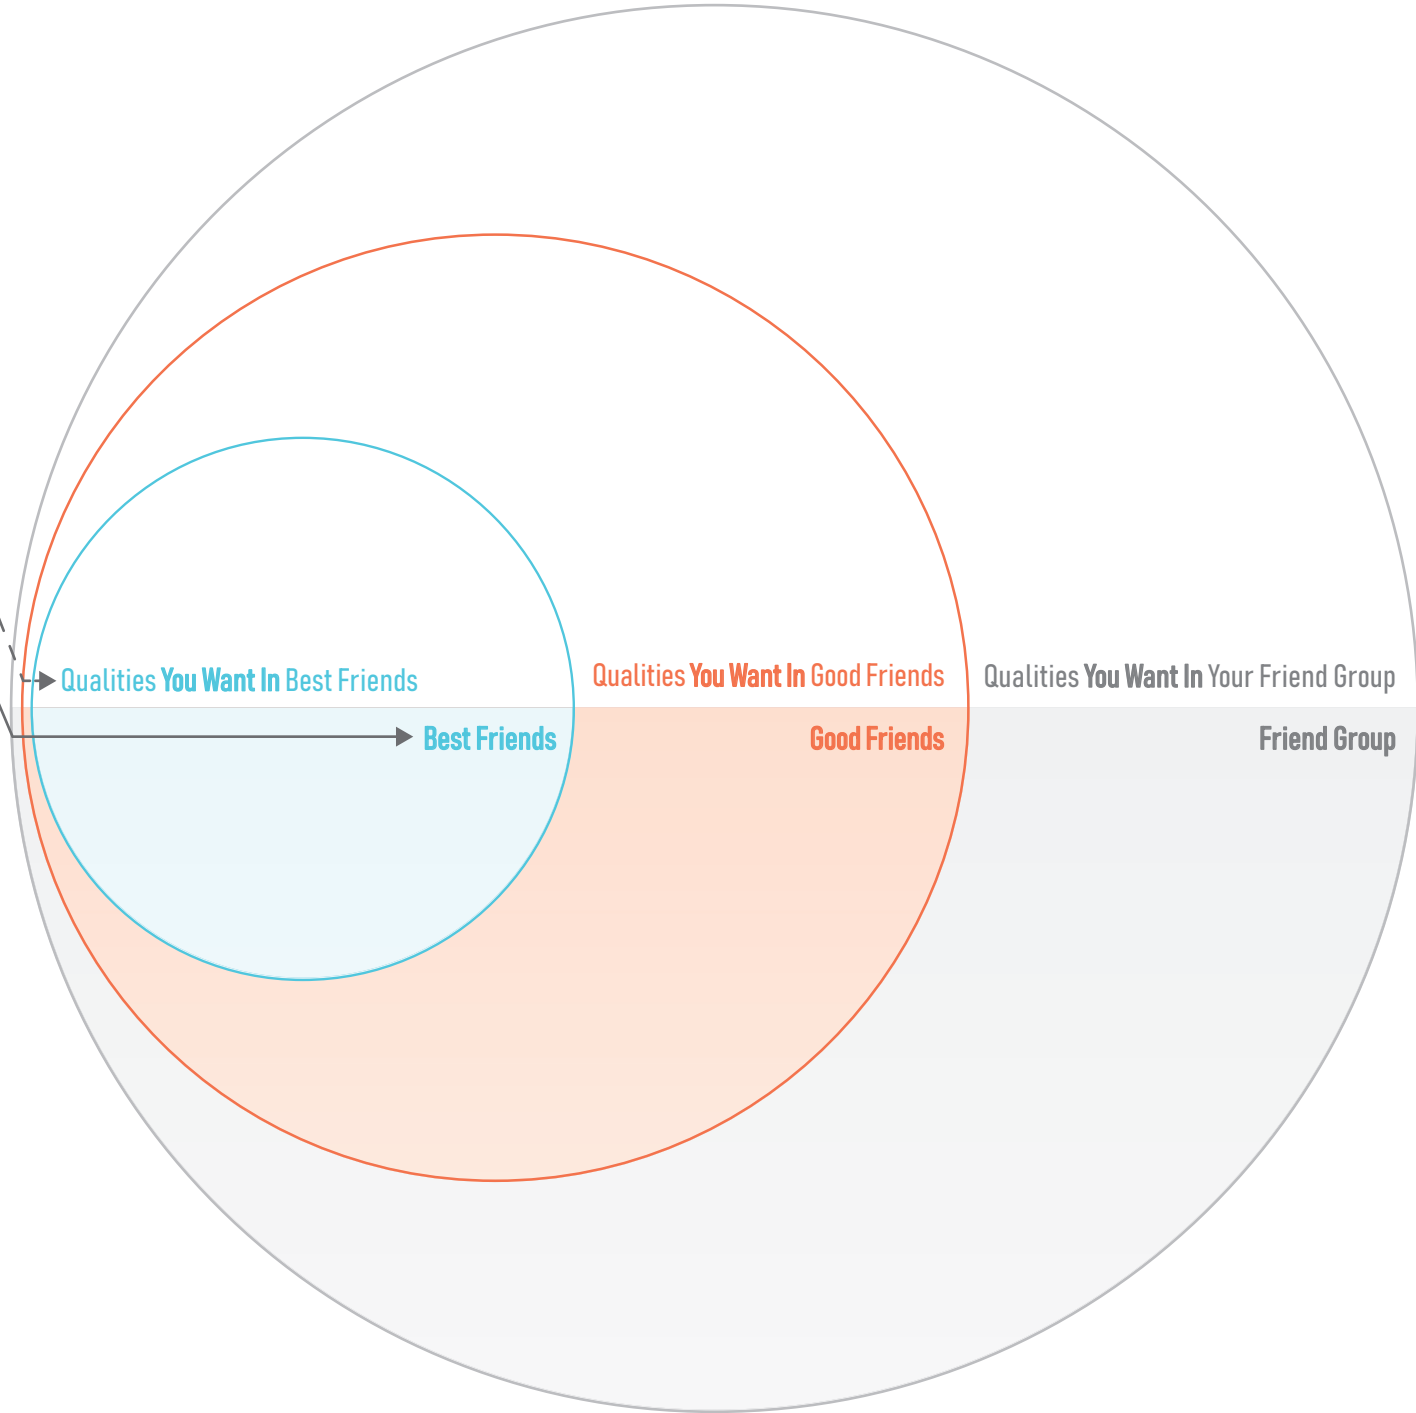 Qualities You Want In Best Friends
Qualities You Want In Good Friends
Qualities You Want In Your Friend Group
Best Friends
Good Friends
Friend Group